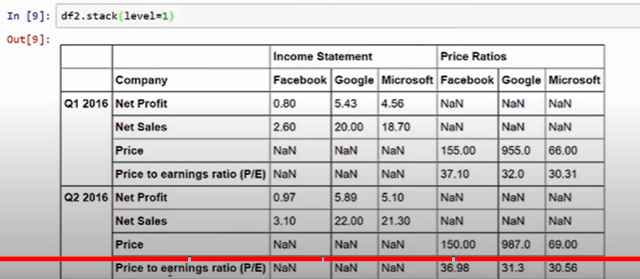 In [9]: df2.stack(level=1)
Out[9]:
Income Statement Price Ratios
Company Facebook Google Microsoft Facebook Google Microsoft
Q1 2016 Net Profit 0.80 5.43 4.56 NaN NaN NaN
Net Sales 2.60 20.00 18.70 NaN NaN NaN
Price NaN NaN NaN 155.00 955.0 66.00
Price to earnings ratio (P/E) NaN NaN NaN 37.10 32.0 30.31
Q2 2016 Net Profit 0.97 5.89 5.10 NaN NaN NaN
Net Sales 3.10 22.00 21.30 NaN NaN NaN
Price NaN NaN NaN 150.00 987.0 69.00
Price to earnings ratio (P/E) NaN NaN NaN 36.98 31.3 30.56